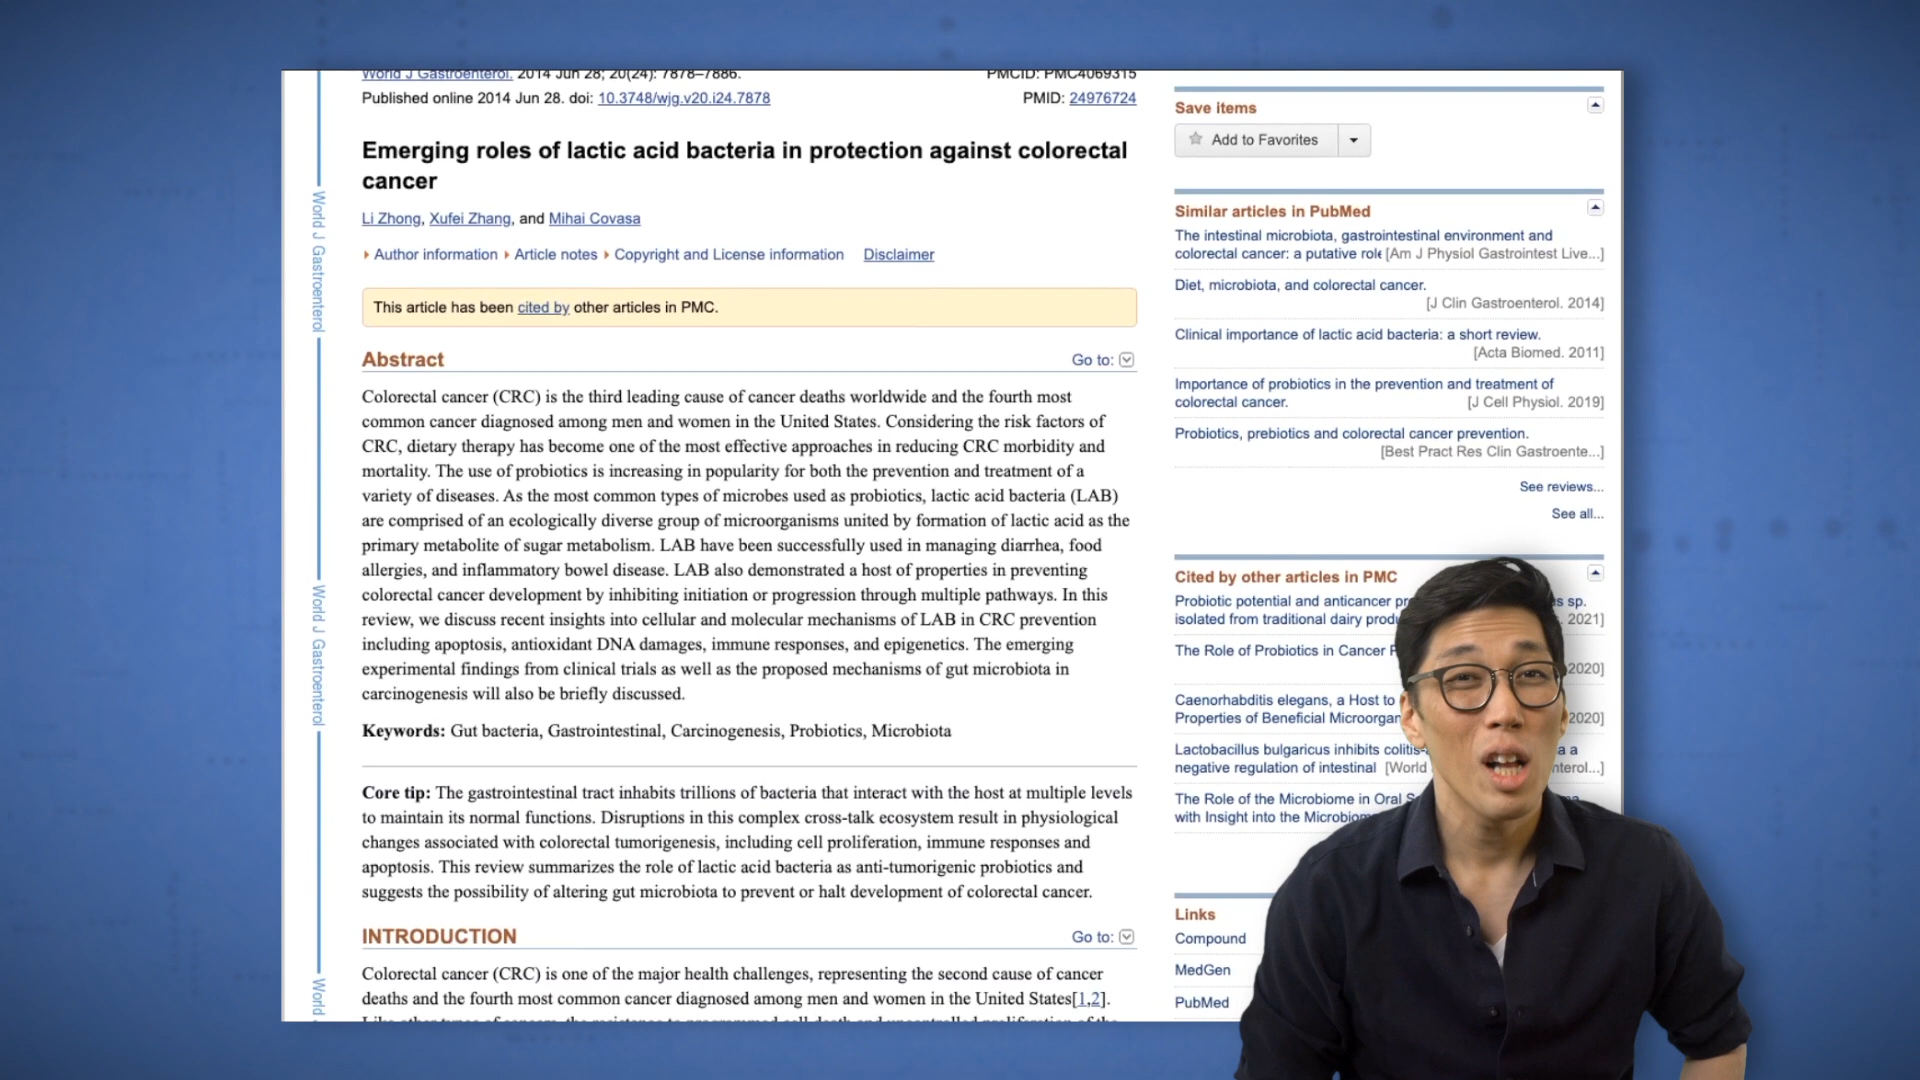 World J Gastroenterol. 2014 Jun 28; 20(24): 7878–7886.
PMCID: PMC4069315
Published online 2014 Jun 28. doi: 10.3748/wjg.v20.i24.7878
PMID: 24976724
Emerging roles of lactic acid bacteria in protection against colorectal
cancer
Li Zhong, Xufei Zhang, and Mihai Covasa
Author information Article notes Copyright and License information Disclaimer
This article has been cited by other articles in PMC.
Abstract
Go to:
Colorectal cancer (CRC) is the third leading cause of cancer deaths worldwide and the fourth most
common cancer diagnosed among men and women in the United States. Considering the risk factors of
CRC, dietary therapy has become one of the most effective approaches in reducing CRC morbidity and
mortality. The use of probiotics is increasing in popularity for both the prevention and treatment of a
variety of diseases. As the most common types of microbes used as probiotics, lactic acid bacteria (LAB)
are comprised of an ecologically diverse group of microorganisms united by formation of lactic acid as the
primary metabolite of sugar metabolism. LAB have been successfully used in managing diarrhea, food
allergies, and inflammatory bowel disease. LAB also demonstrated a host of properties in preventing
colorectal cancer development by inhibiting initiation or progression through multiple pathways. In this
review, we discuss recent insights into cellular and molecular mechanisms of LAB in CRC prevention
including apoptosis, antioxidant DNA damages, immune responses, and epigenetics. The emerging
experimental findings from clinical trials as well as the proposed mechanisms of gut microbiota in
carcinogenesis will also be briefly discussed.
Keywords: Gut bacteria, Gastrointestinal, Carcinogenesis, Probiotics, Microbiota
Core tip: The gastrointestinal tract inhabits trillions of bacteria that interact with the host at multiple levels
to maintain its normal functions. Disruptions in this complex cross-talk ecosystem result in physiological
changes associated with colorectal tumorigenesis, including cell proliferation, immune responses and
apoptosis. This review summarizes the role of lactic acid bacteria as anti-tumorigenic probiotics and
suggests the possibility of altering gut microbiota to prevent or halt development of colorectal cancer.
INTRODUCTION
Go to:
Colorectal cancer (CRC) is one of the major health challenges, representing the second cause of cancer
deaths and the fourth most common cancer diagnosed among men and women in the United States[1,2].
World J Gastroenterol
World J Gastroenterol
World
Save items
Add to Favorites
Similar articles in PubMed
The intestinal microbiota, gastrointestinal environment and
colorectal cancer: a putative role [Am J Physiol Gastrointest Live...]
Diet, microbiota, and colorectal cancer.
[J Clin Gastroenterol. 2014]
Clinical importance of lactic acid bacteria: a short review.
[Acta Biomed. 2011]
Importance of probiotics in the prevention and treatment of
colorectal cancer. [J Cell Physiol. 2019]
Probiotics, prebiotics and colorectal cancer prevention.
[Best Pract Res Clin Gastroente...]
See reviews...
See all...
Cited by other articles in PMC
Probiotic potential and anticancer sp.
isolated from traditional dairy 2021]
The Role of Probiotics in Cancer
2020]
Caenorhabditis elegans, a Host to
Properties of Beneficial 2020]
Lactobacillus bulgaricus inhibits a
negative regulation of intestinal [World
The Role of the Microbiome in Oral
with Insight into the
Links
Compound
MedGen
PubMed